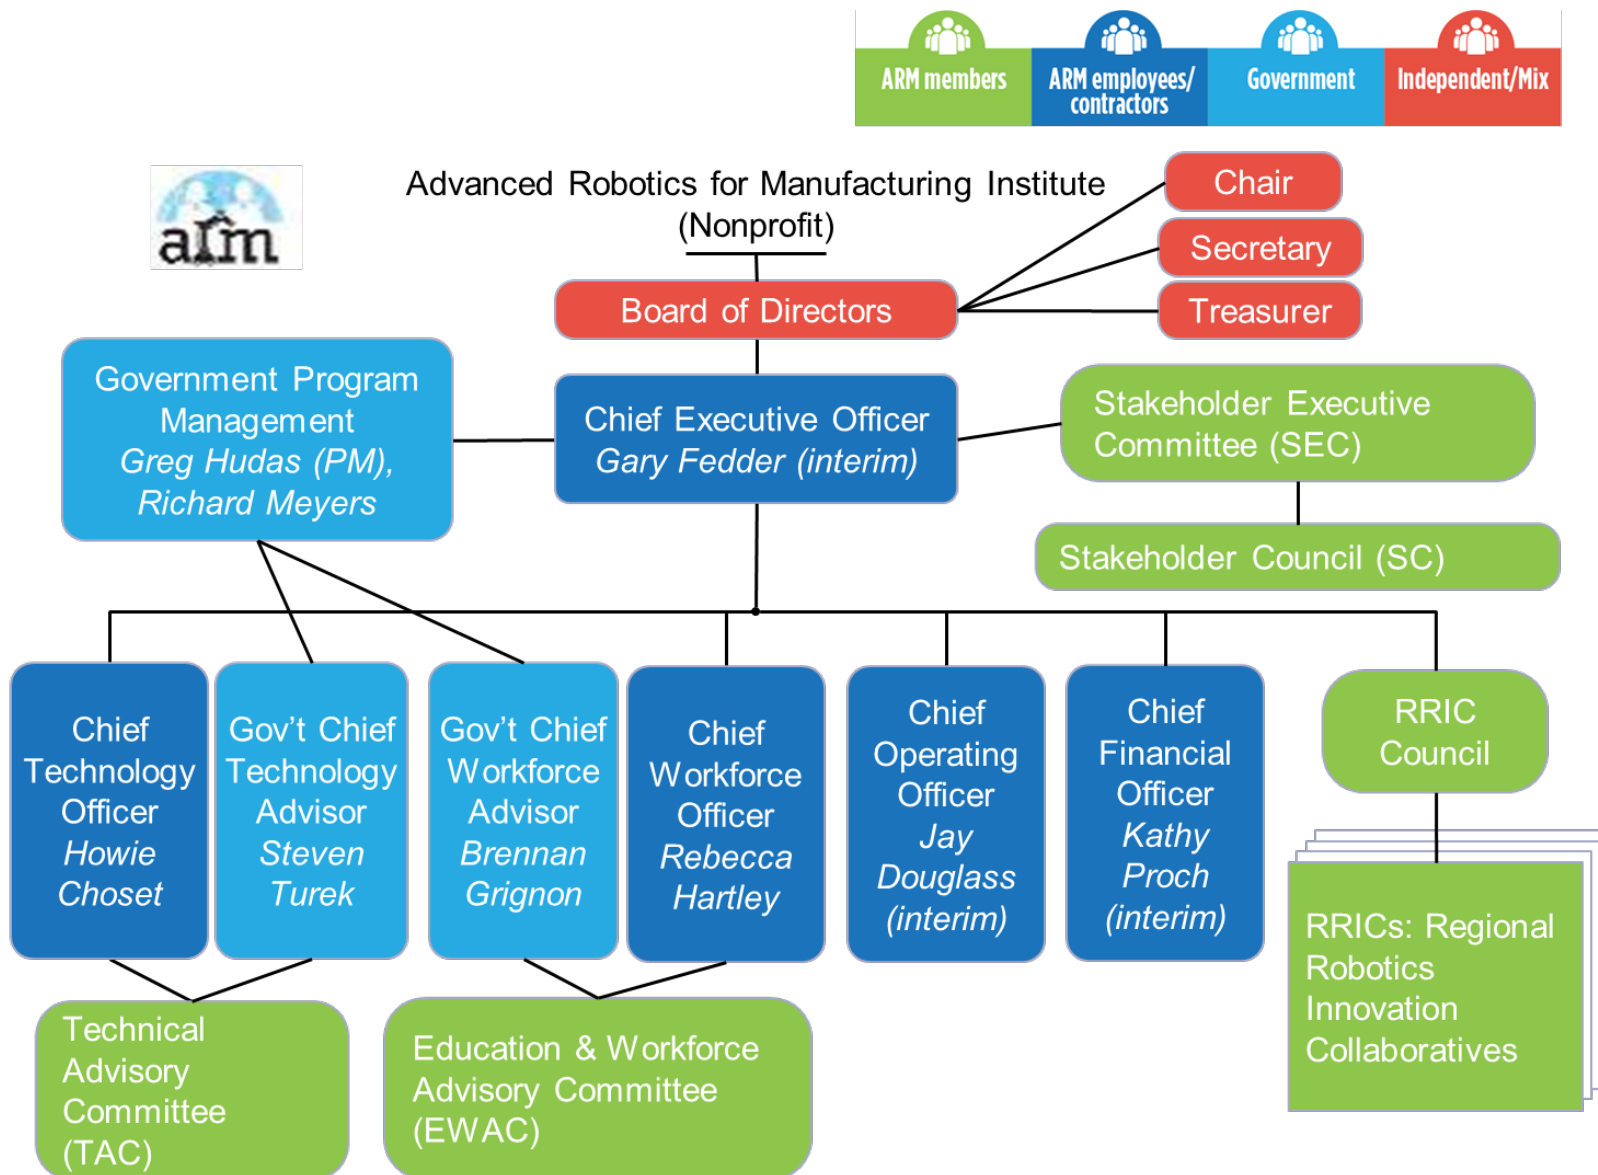 ARM members
ARM employees/
contractors
Government
Independent/Mix
arm
Advanced Robotics for Manufacturing Institute
(Nonprofit)
Chair
Secretary
Treasurer
Board of Directors
Government Program
Management
Greg Hudas (PM),
Richard Meyers
Chief Executive Officer
Gary Fedder (interim)
Stakeholder Executive
Committee (SEC)
Stakeholder Council (SC)
Chief
Technology
Officer
Howie
Choset
Gov’t Chief
Technology
Advisor
Steven
Turek
Gov’t Chief
Workforce
Advisor
Brennan
Grignon
Chief
Workforce
Officer
Rebecca
Hartley
Chief
Operating
Officer
Jay
Douglass
(interim)
Chief
Financial
Officer
Kathy
Proch
(interim)
RRIC
Council
RRICs: Regional
Robotics
Innovation
Collaboratives
Technical
Advisory
Committee
(TAC)
Education & Workforce
Advisory Committee
(EWAC)